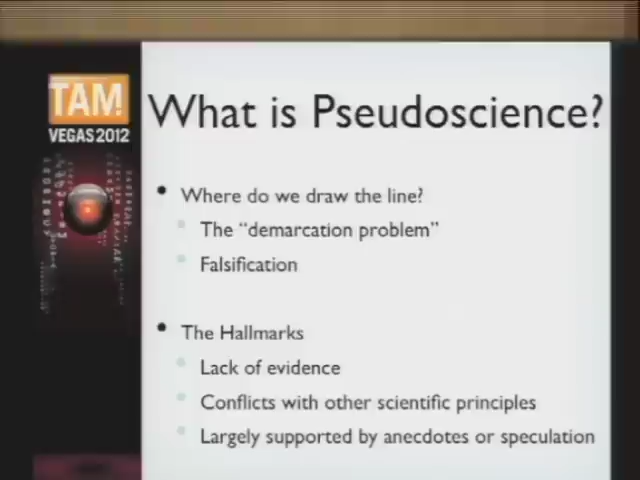 TAM!
VEGAS 2012
What is Pseudoscience?
Where do we draw the line?
The “demarcation problem”
Falsification
The Hallmarks
Lack of evidence
Conflicts with other scientific principles
Largely supported by anecdotes or speculation